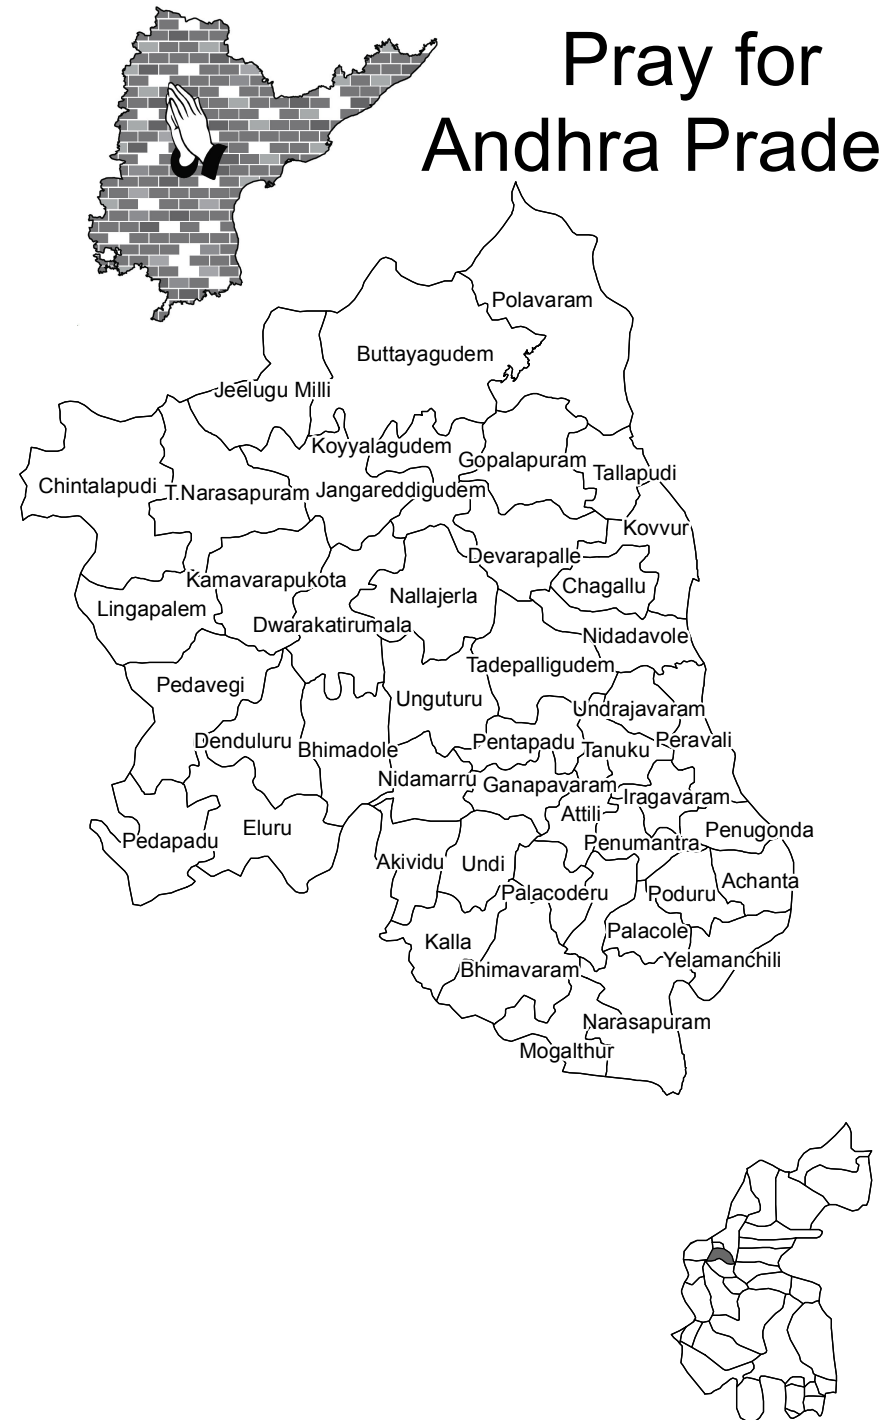 Pray for
Andhra Prade
Polavaram
Buttayagudem
Jeelugu Milli
Koyyalagudem
Gopalapuram
Tallapudi
Chintalapudi
T.Narasapuram
Jangareddigudem
Kovvur
Devarapalle
Kamavarapukota
Chagallu
Nallajerla
Lingapalem
Dwarakatirumala
Nidadavole
Tadepalligudem
Pedavegi
Unguturu
Undrajavaram
Denduluru
Bhimadole
Pentapadu
Tanuku
Peravali
Nidamarru
Ganapavaram
Iragavaram
Attili
Eluru
Penugonda
Pedapadu
Penumantra
Akividu
Undi
Achanta
Palacoderu
Poduru
Palacole
Kalla
Yelamanchili
Bhimavaram
Narasapuram
Mogalthur